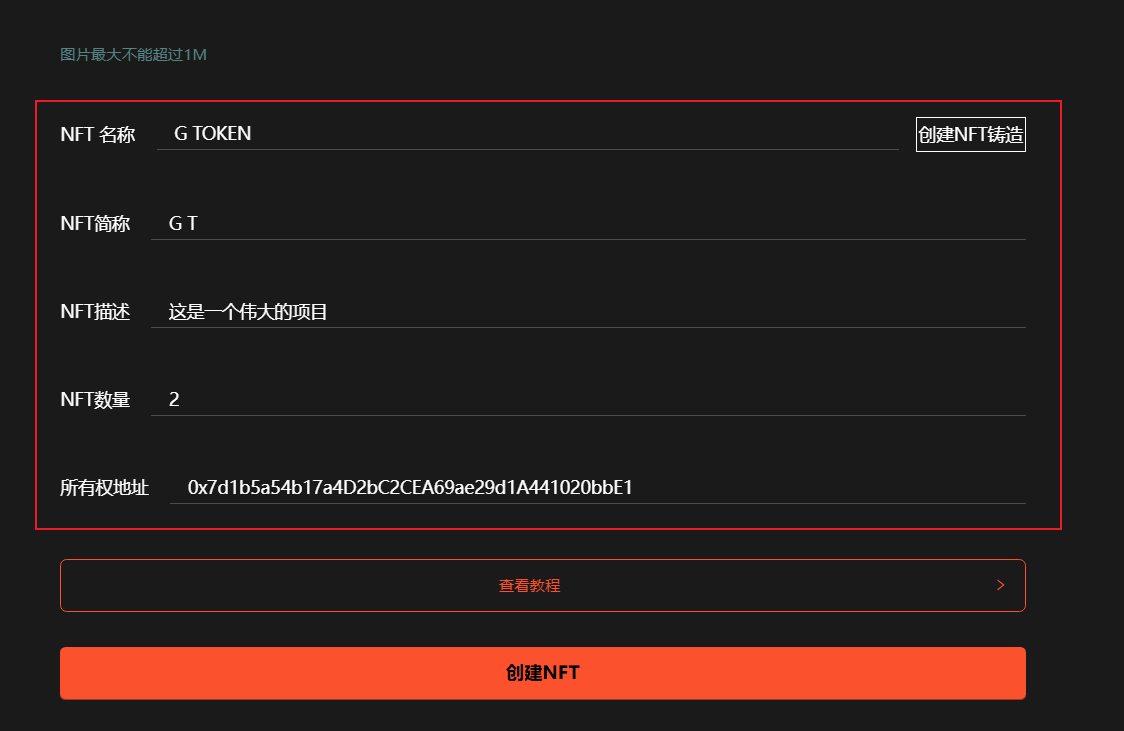 图片最大不能超过1M
NFT 名称 G TOKEN 创建NFT铸造
NFT简称 G T
NFT描述 这是一个伟大的项目
NFT数量 2
所有权地址 0x7d1b5a54b17a4D2bC2CEA69ae29d1A441020bbE1
查看教程
创建NFT